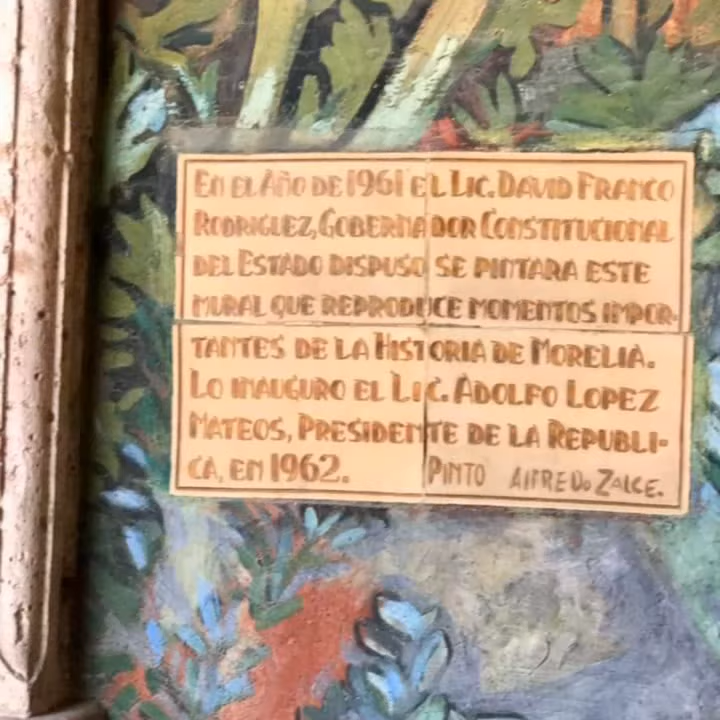 En el Año de 1961 el Lic. David Franco
Rodriguez, Gobernador Constitucional
del Estado dispuso se pintara este
mural que reproduce momentos impor-
tantes de la Historia de Morelia.
Lo inauguro el Lic. Adolfo Lopez
Mateos, Presidente de la Republi-
ca, en 1962. Pinto Alfredo Zalce.